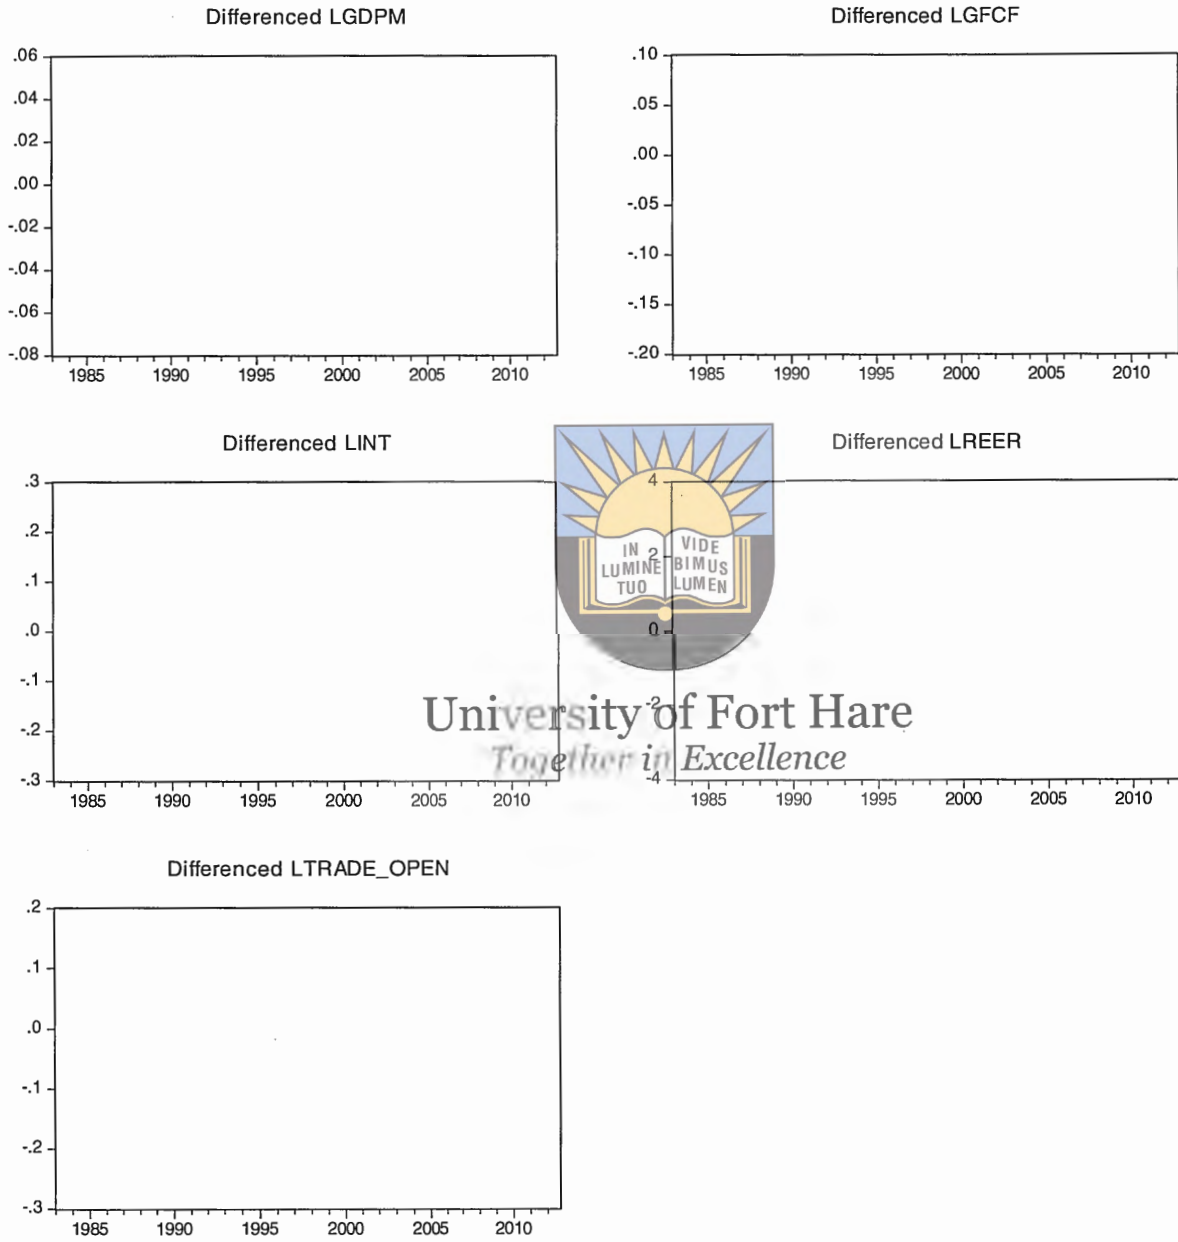 Differenced LGDPM
.06
.04
.02
.00
-.02
-.04
-.06
-.08
1985 1990 1995 2000 2005 2010
Differenced LGFCF
.10
.05
.00
-.05
-.10
-.15
-.20
1985 1990 1995 2000 2005 2010
Differenced LINT
.3
.2
.1
.0
-.1
-.2
-.3
1985 1990 1995 2000 2005 2010
Differenced LREER
4
2
0
-2
-4
1985 1990 1995 2000 2005 2010
IN
LUMINE
TUO
VIDE
BIMUS
LUMEN
University of Fort Hare
Together in Excellence
Differenced LTRADE_OPEN
.2
.1
.0
-.1
-.2
-.3
1985 1990 1995 2000 2005 2010